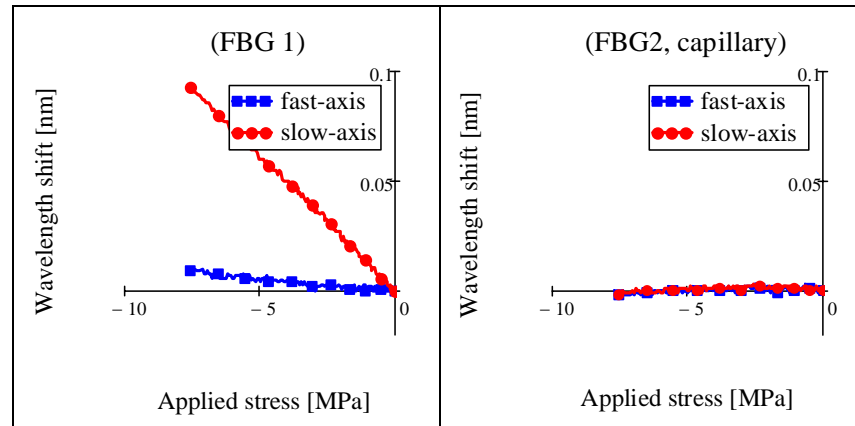 (FBG 1)
0.1
fast-axis
slow-axis
0.05
Wavelength shift [nm]
– 10
– 5
0
Applied stress [MPa]
(FBG2, capillary)
0.1
fast-axis
slow-axis
0.05
Wavelength shift [nm]
– 10
– 5
0
Applied stress [MPa]